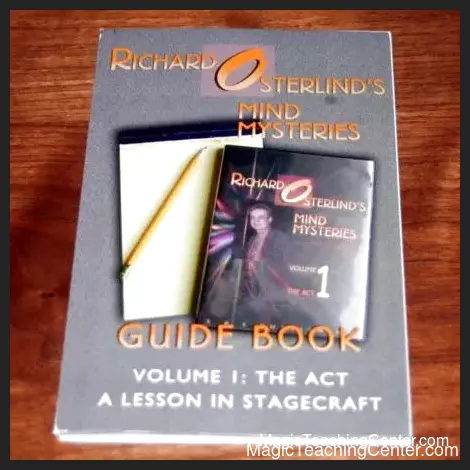 RICHARD OSTERLIND'S
MIND
MYSTERIES
RICHARD OSTERLIND'S
MIND
MYSTERIES
VOLUME 1
THE ACT
GUIDE BOOK
VOLUME 1: THE ACT
A LESSON IN STAGECRAFT
MagicTeachingCenter.com
MagicTeachingCenter.com